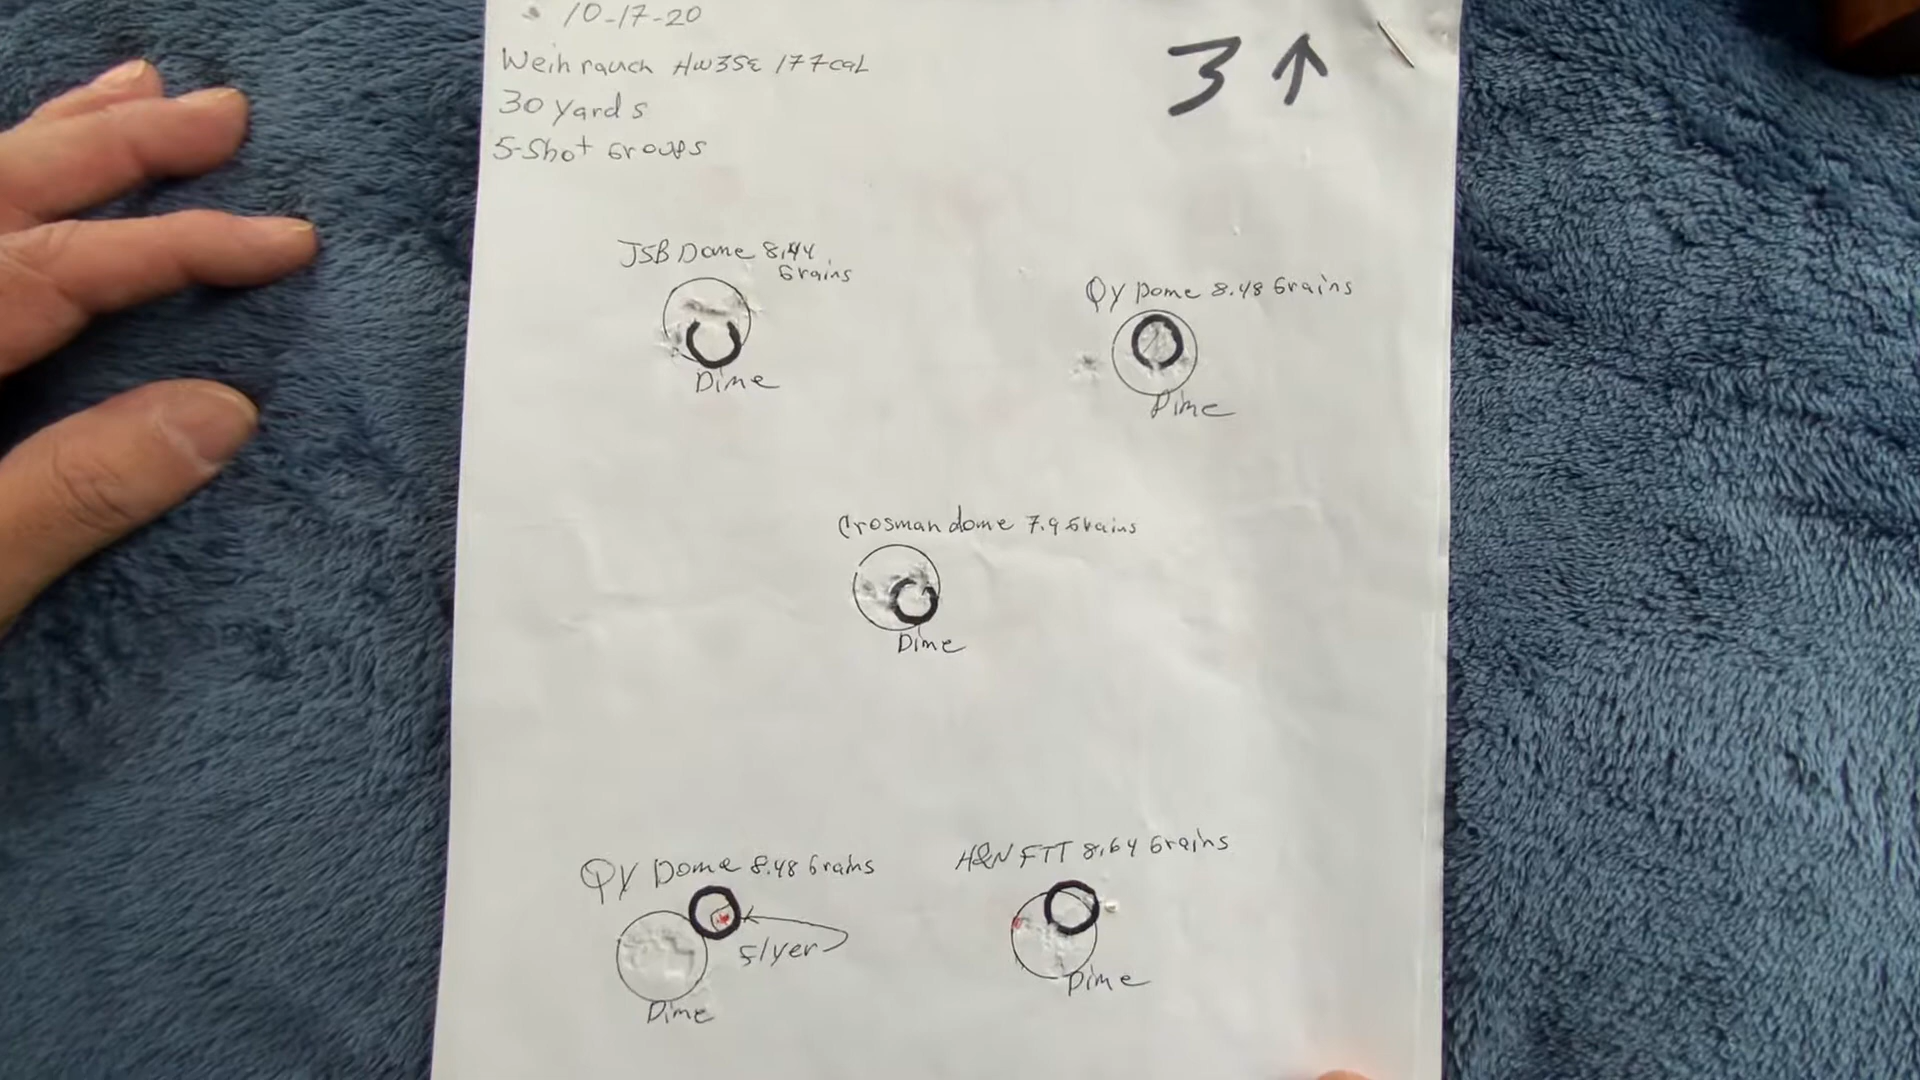 10-17-20
Weihrauch HW35E 177caL
30 yards
5-Shot Groups
3 ↑
JSB Dome 8.44
Grains
Dime
QY Dome 8.48 Grains
Dime
Crosman dome 7.9 Grains
Dime
QY Dome 8.48 Grains
Flyer
Dime
H&N FTT 8.64 Grains
Dime